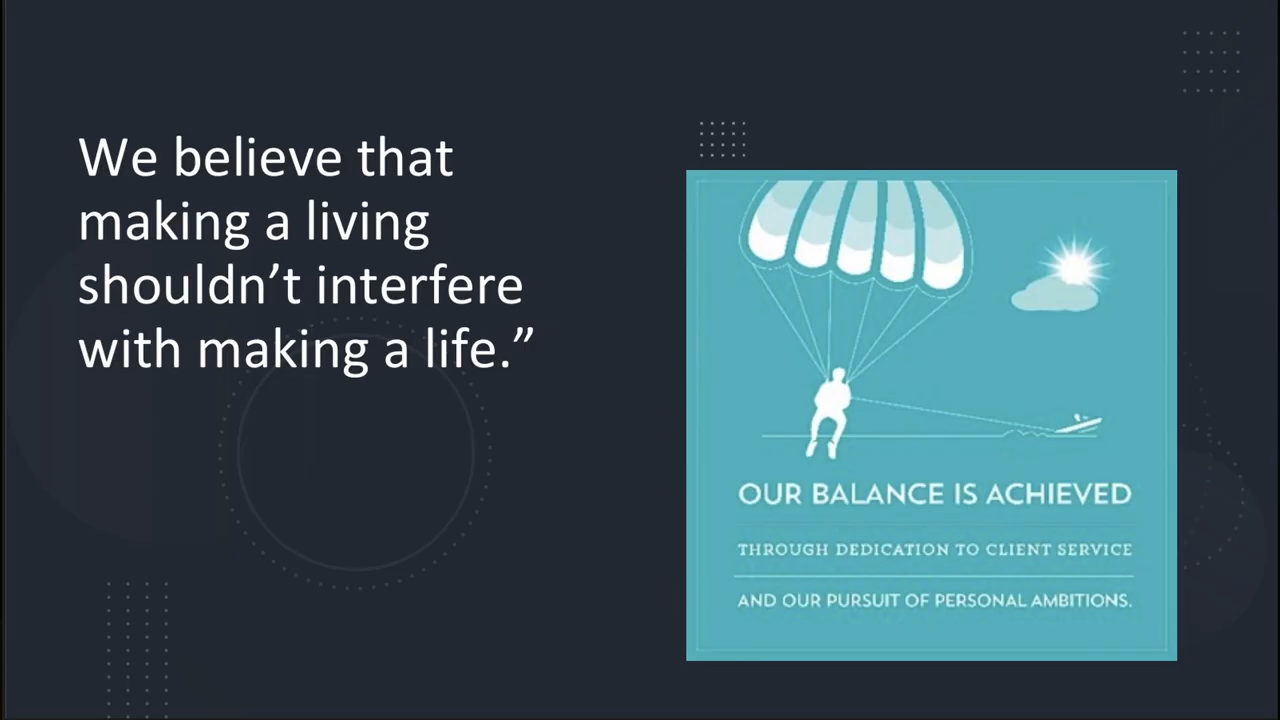 We believe that
making a living
shouldn’t interfere
with making a life.”
OUR BALANCE IS ACHIEVED
THROUGH DEDICATION TO CLIENT SERVICE
AND OUR PURSUIT OF PERSONAL AMBITIONS.